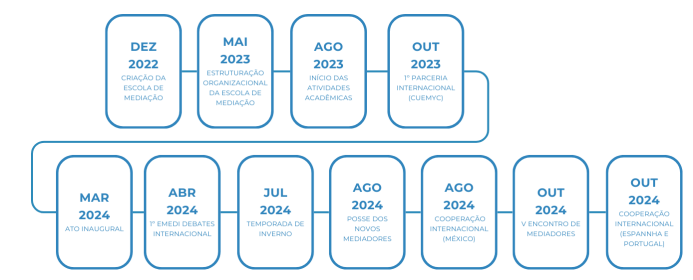 DEZ
2022
CRIAÇÃO DA
ESCOLA DE
MEDIAÇÃO
MAI
2023
ESTRUTURAÇÃO
ORGANIZACIONAL
DA ESCOLA DE
MEDIAÇÃO
AGO
2023
INÍCIO DAS
ATIVIDADES
ACADÊMICAS
OUT
2023
1ª PARCERIA
INTERNACIONAL
(CUEMYC)
MAR
2024
ATO INAUGURAL
ABR
2024
1º EMEDI DEBATES
INTERNACIONAL
JUL
2024
TEMPORADA DE
INVERNO
AGO
2024
POSSE DOS
NOVOS
MEDIADORES
AGO
2024
COOPERAÇÃO
INTERNACIONAL
(MÉXICO)
OUT
2024
V ENCONTRO DE
MEDIADORES
OUT
2024
COOPERAÇÃO
INTERNACIONAL
(ESPANNHA E
PORTUGAL)